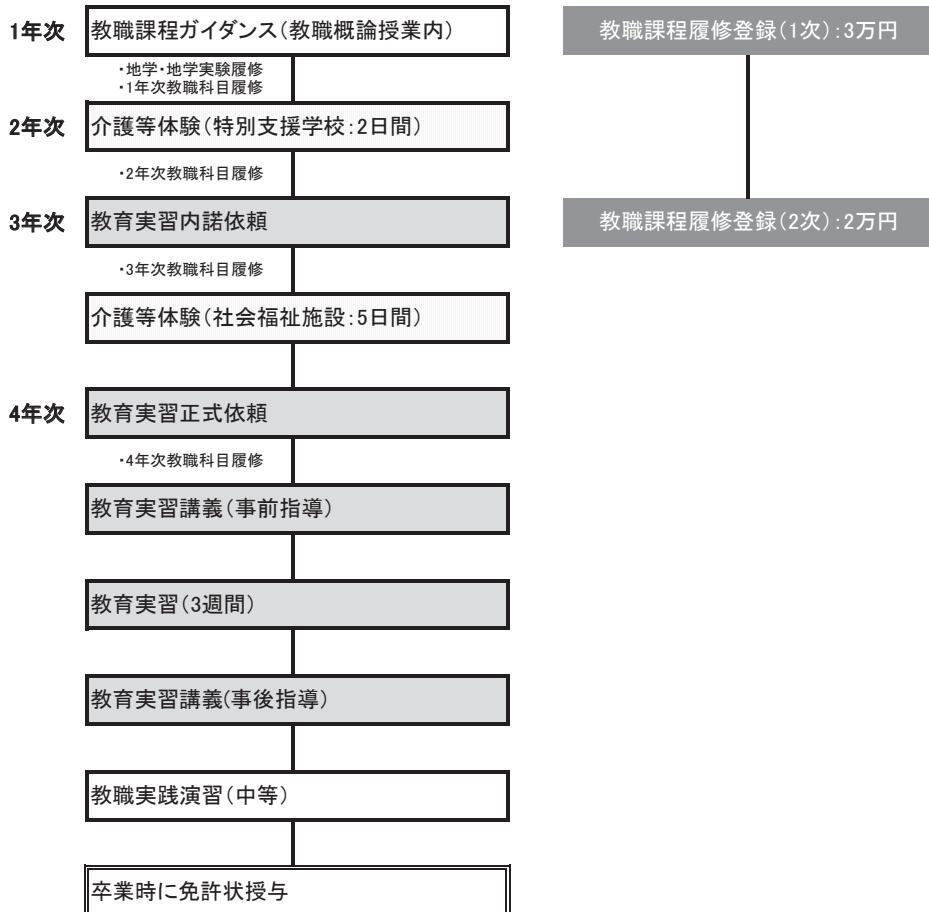 1年次
教職課程ガイダンス(教職概論授業内)
教職課程履修登録(1次):3万円
・地学・地学実験履修
・1年次教職科目履修
2年次
介護等体験(特別支援学校:2日間)
・2年次教職科目履修
3年次
教育実習内諾依頼
教職課程履修登録(2次):2万円
・3年次教職科目履修
介護等体験(社会福祉施設:5日間)
4年次
教育実習正式依頼
・4年次教職科目履修
教育実習講義(事前指導)
教育実習(3週間)
教育実習講義(事後指導)
教職実践演習(中等)
卒業時に免許状授与